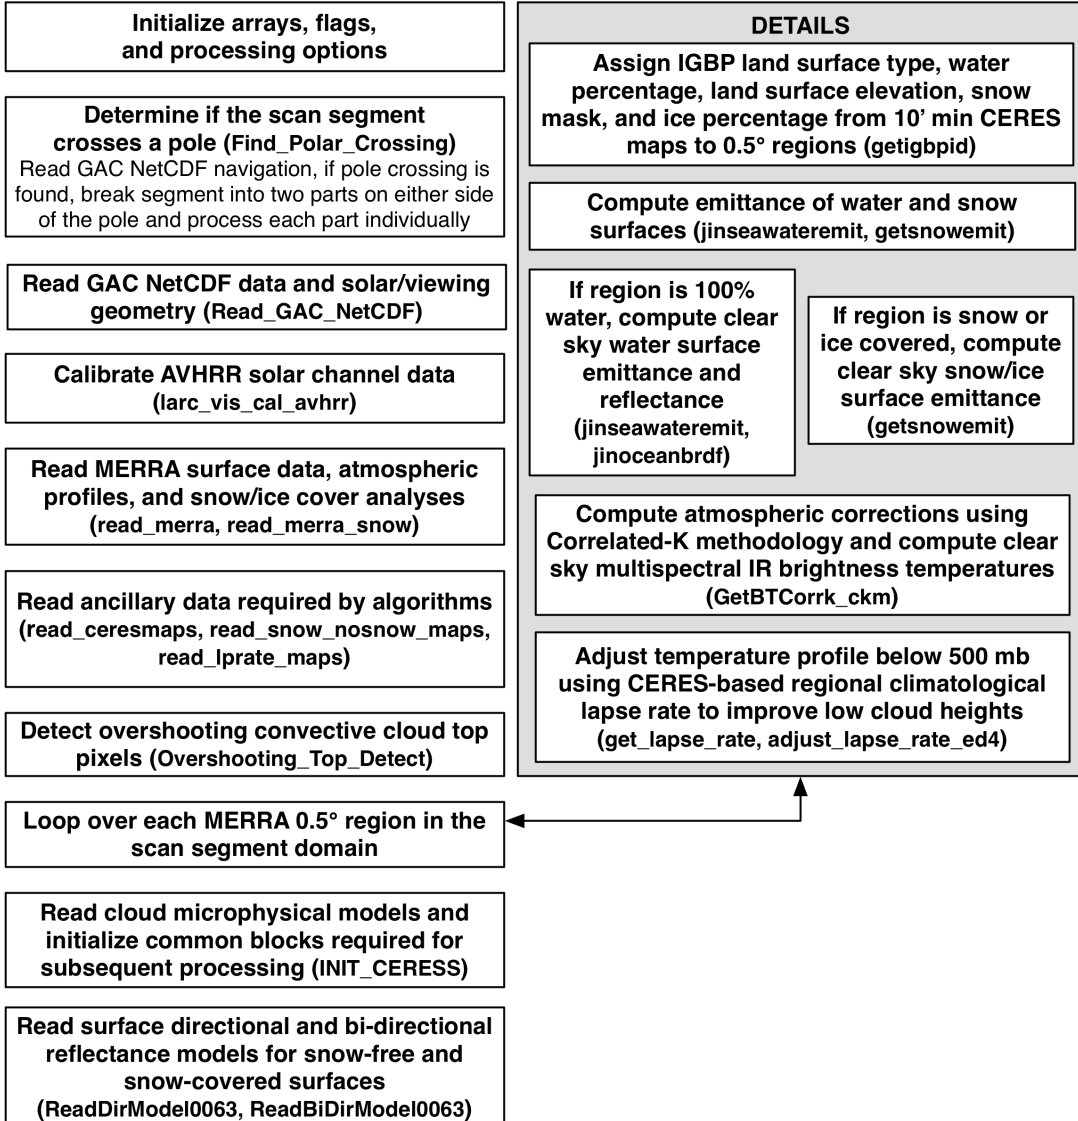 Initialize arrays, flags,
and processing options
Determine if the scan segment
crosses a pole (Find_Polar_Crossing)
Read GAC NetCDF navigation, if pole crossing is
found, break segment into two parts on either side
of the pole and process each part individually
Read GAC NetCDF data and solar/viewing
geometry (Read_GAC_NetCDF)
Calibrate AVHRR solar channel data
(larc_vis_cal_avhrr)
Read MERRA surface data, atmospheric
profiles, and snow/ice cover analyses
(read_merra, read_merra_snow)
Read ancillary data required by algorithms
(read_ceresmaps, read_snow_nosnow_maps,
read_lprate_maps)
Detect overshooting convective cloud top
pixels (Overshooting_Top_Detect)
Loop over each MERRA 0.5° region in the
scan segment domain
Read cloud microphysical models and
initialize common blocks required for
subsequent processing (INIT_CERESS)
Read surface directional and bi-directional
reflectance models for snow-free and
snow-covered surfaces
(ReadDirModel0063, ReadBiDirModel0063)
DETAILS
Assign IGBP land surface type, water
percentage, land surface elevation, snow
mask, and ice percentage from 10’ min CERES
maps to 0.5° regions (getigbpid)
Compute emittance of water and snow
surfaces (jinseawateremit, getsnowemit)
If region is 100%
water, compute clear
sky water surface
emittance and
reflectance
(jinseawateremit,
jinoceanbrdf)
If region is snow or
ice covered, compute
clear sky snow/ice
surface emittance
(getsnowemit)
Compute atmospheric corrections using
Correlated-K methodology and compute clear
sky multispectral IR brightness temperatures
(GetBTCorrk_ckm)
Adjust temperature profile below 500 mb
using CERES-based regional climatological
lapse rate to improve low cloud heights
(get_lapse_rate, adjust_lapse_rate_ed4)